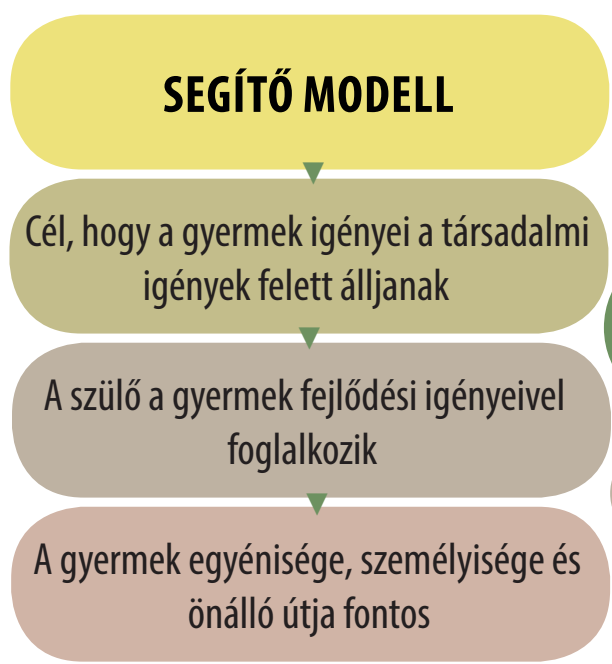 SEGÍTŐ MODELL
Cél, hogy a gyermek igényei a társadalmi
igények felett álljanak
A szülő a gyermek fejlődési igényeivel
foglalkozik
A gyermek egyénisége, személyisége és
önálló útja fontos